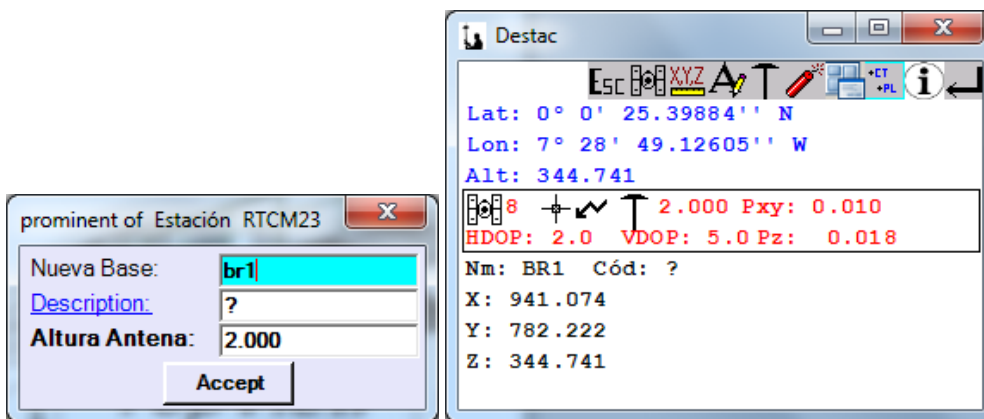 prominent of Estación RTCM23
Nueva Base: br1
Description: ?
Altura Antena: 2.000
Accept
Destac
Esc XYZ A +CT +PL i
Lat: 0° 0' 25.39884'' N
Lon: 7° 28' 49.12605'' W
Alt: 344.741
8 2.000 Pxy: 0.010
HDOP: 2.0 VDOP: 5.0 Pz: 0.018
Nm: BR1 Cód: ?
X: 941.074
Y: 782.222
Z: 344.741